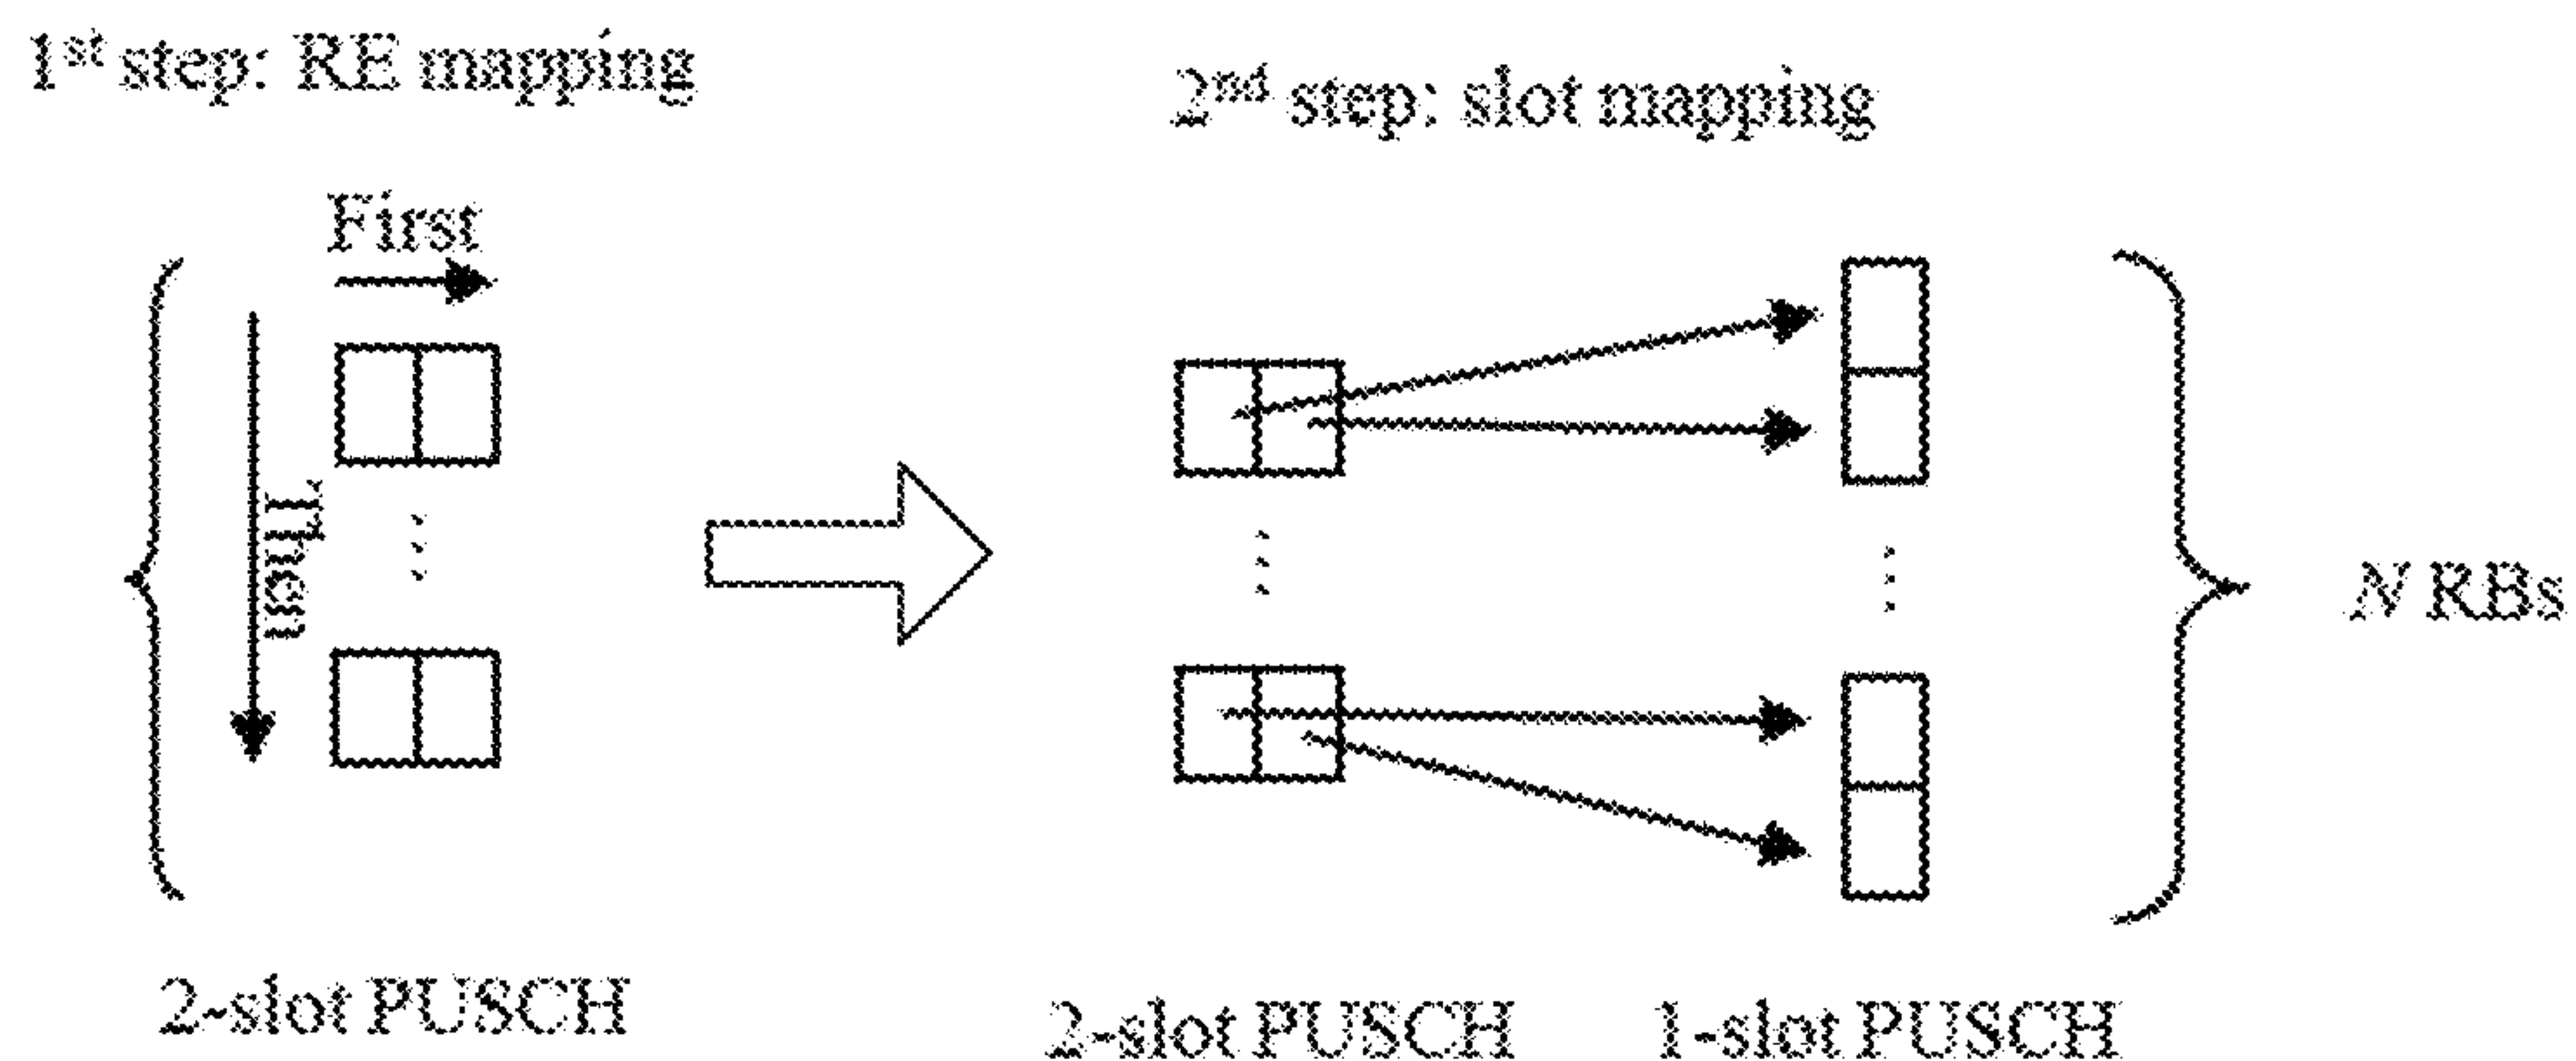 1st step: RE mapping
2nd step: slot mapping
First
Then
N RBs
2-slot PUSCH
2-slot PUSCH
1-slot PUSCH